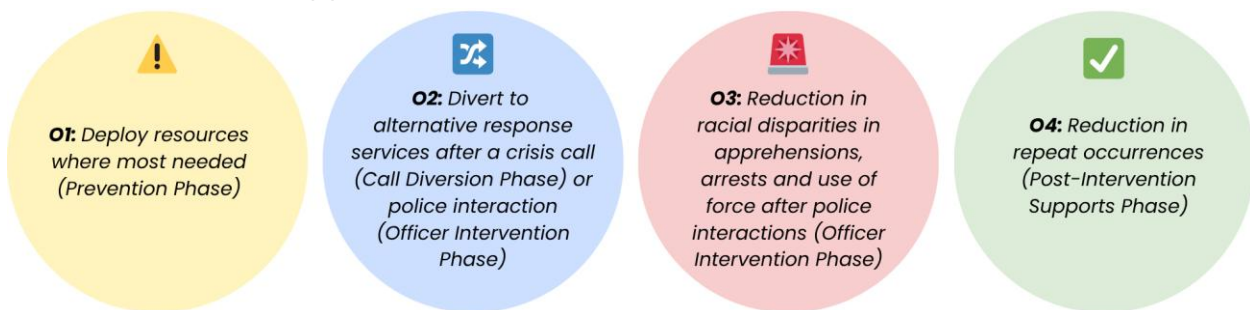 O1: Deploy resources
where most needed
(Prevention Phase)
O2: Divert to
alternative response
services after a crisis call
(Call Diversion Phase) or
police interaction
(Officer Intervention
Phase)
O3: Reduction in
racial disparities in
apprehensions,
arrests and use of
force after police
interactions (Officer
Intervention Phase)
O4: Reduction in
repeat occurrences
(Post-Intervention
Supports Phase)